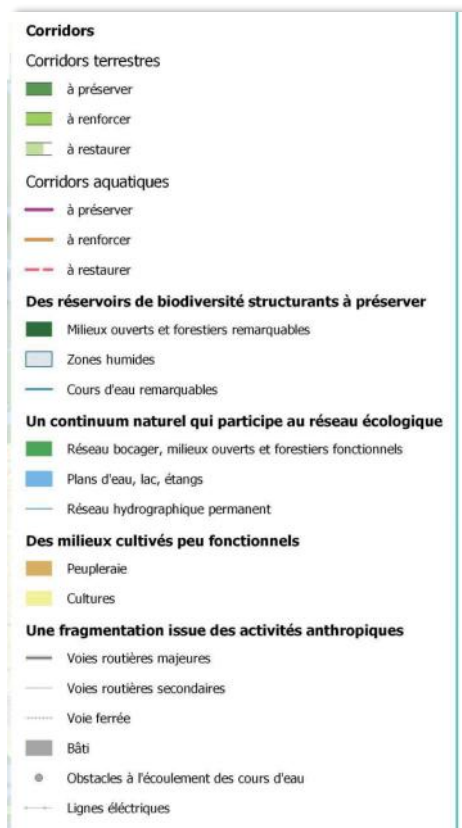 Corridors
Corridors terrestres
à préserver
à renforcer
à restaurer
Corridors aquatiques
à préserver
à renforcer
à restaurer
Des réservoirs de biodiversité structurants à préserver
Milieux ouverts et forestiers remarquables
Zones humides
Cours d'eau remarquables
Un continuum naturel qui participe au réseau écologique
Réseau bocager, milieux ouverts et forestiers fonctionnels
Plans d'eau, lac, étangs
Réseau hydrographique permanent
Des milieux cultivés peu fonctionnels
Peupleraie
Cultures
Une fragmentation issue des activités anthropiques
Voies routières majeures
Voies routières secondaires
Voie ferrée
Bâti
Obstacles à l'écoulement des cours d'eau
Lignes éléctriques